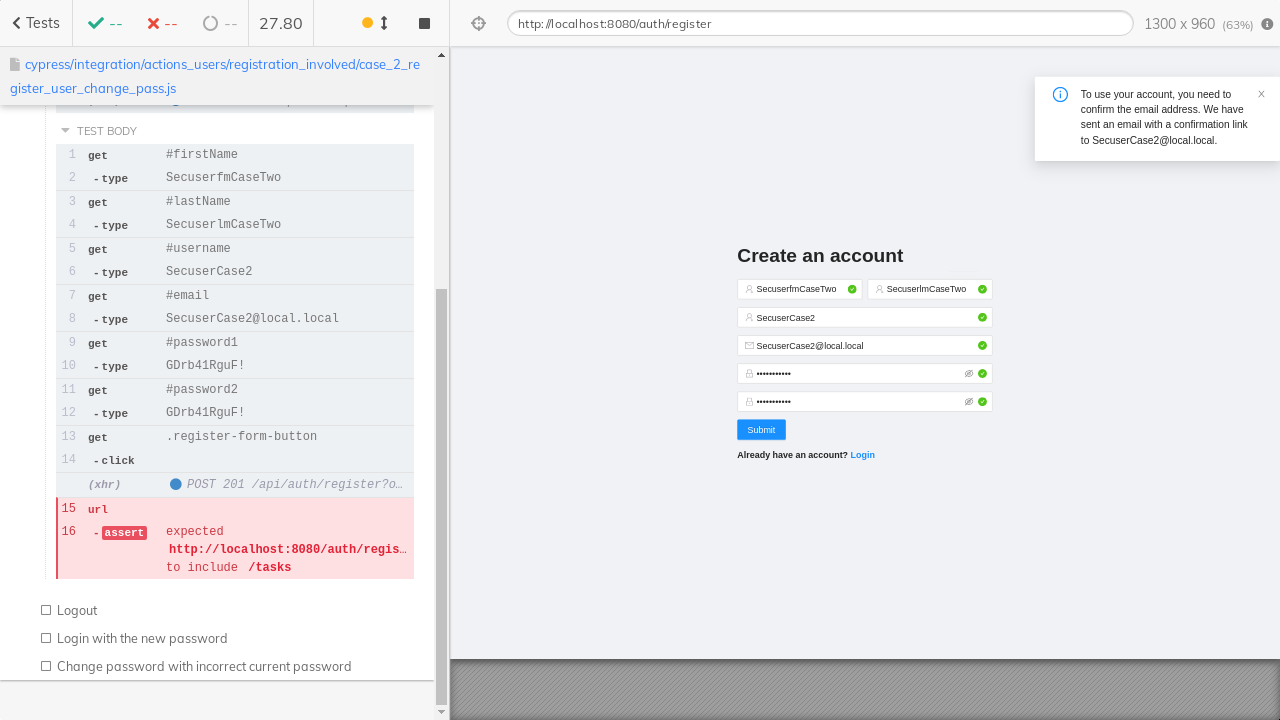 Tests
--
--
--
27.80
http://localhost:8080/auth/register
1300 x 960 (63%)
cypress/integration/actions_users/registration_involved/case_2_re
gister_user_change_pass.js
TEST BODY
1 get #firstName
2 -type SecuserfmCaseTwo
3 get #lastName
4 -type SecuserlmCaseTwo
5 get #username
6 -type SecuserCase2
7 get #email
8 -type SecuserCase2@local.local
9 get #password1
10 -type GDrb41RguF!
11 get #password2
12 -type GDrb41RguF!
13 get .register-form-button
14 -click
(xhr) POST 201 /api/auth/register?o…
15 url
16 -assert expected
http://localhost:8080/auth/regis…
to include /tasks
Logout
Login with the new password
Change password with incorrect current password
To use your account, you need to
confirm the email address. We have
sent an email with a confirmation link
to SecuserCase2@local.local.
X
Create an account
SecuserfmCaseTwo
SecuserlmCaseTwo
SecuserCase2
SecuserCase2@local.local
•••••••••••
•••••••••••
Submit
Already have an account? Login